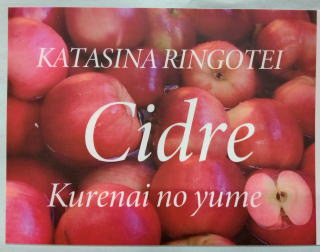 KATASINA RINGOTEI
Cidre
Kurenai no yume